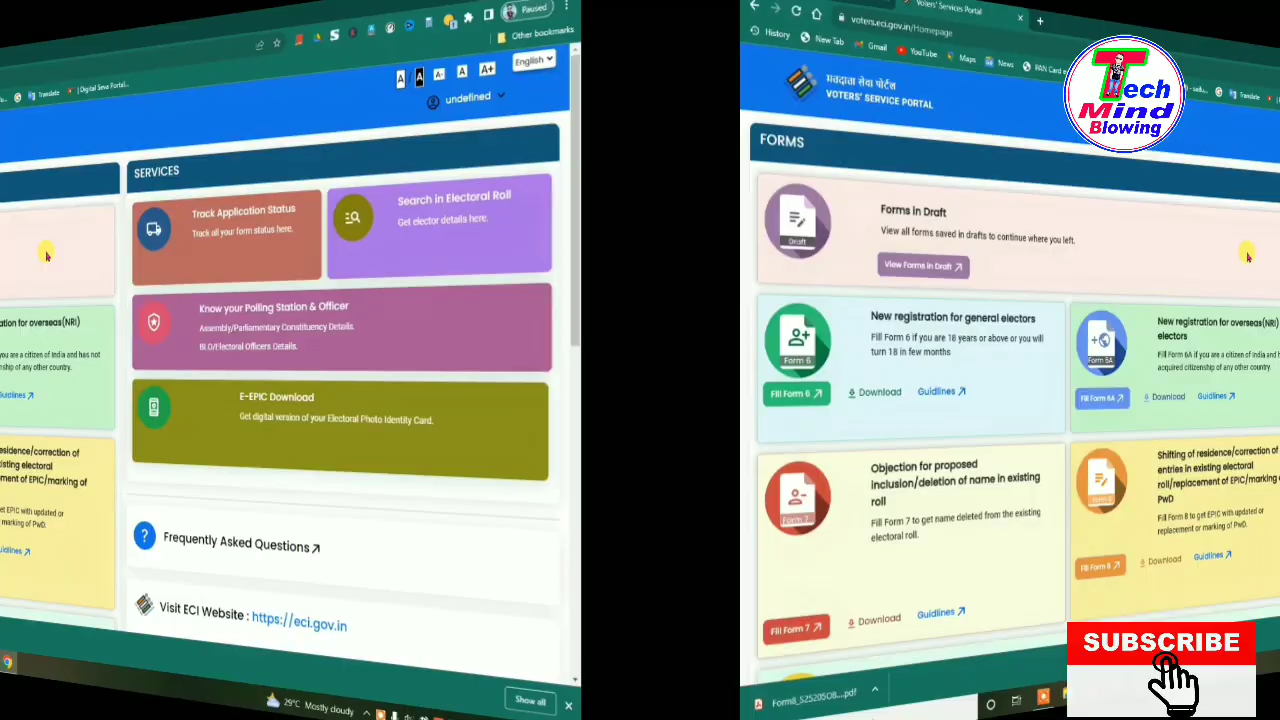 Paused
Other bookmarks
Translate
Digital Seva Portal...
A
A
A-
A
A+
English
undefined
SERVICES
Track Application Status
Track all your form status here.
Search in Electoral Roll
Get elector details here.
Know your Polling Station & Officer
Assembly/Parliamentary Constituency Details.
BLO/Electoral Officers Details.
E-EPIC Download
Get digital version of your Electoral Photo Identity Card.
ation for overseas(NRI)
you are a citizen of India and has not
nship of any other country.
Guidlines
esidence/correction of
xisting electoral
lacement of EPIC/marking of
et EPIC with updated or
marking of PwD.
uidlines
Frequently Asked Questions
Visit ECI Website : https://eci.gov.in
29°C Mostly cloudy
Show all
Voters' Services Portal
voters.eci.gov.in/Homepage
History
New Tab
Gmail
YouTube
Maps
News
PAN Card
Translate
मतदाता सेवा पोर्टल
VOTERS' SERVICE PORTAL
Tech
Mind
Blowing
FORMS
Draft
Forms in Draft
View all forms saved in drafts to continue where you left.
View Forms in Draft
Form 6
New registration for general electors
Fill Form 6 if you are 18 years or above or you will
turn 18 in few months
Fill Form 6
Download
Guidlines
Form 6A
New registration for overseas(NRI)
electors
Fill Form 6A if you are a citizen of India and h
acquired citizenship of any other country.
Fill Form 6A
Download
Guidlines
Form 7
Objection for proposed
inclusion/deletion of name in existing
roll
Fill Form 7 to get name deleted from the existing
electoral roll.
Fill Form 7
Download
Guidlines
Shifting of residence/correction of
entries in existing electoral
roll/replacement of EPIC/marking
PwD
Fill Form 8 to get EPIC with updated or
replacement or marking of PwD.
Fill Form 8
Download
Guidlines
SUBSCRIBE